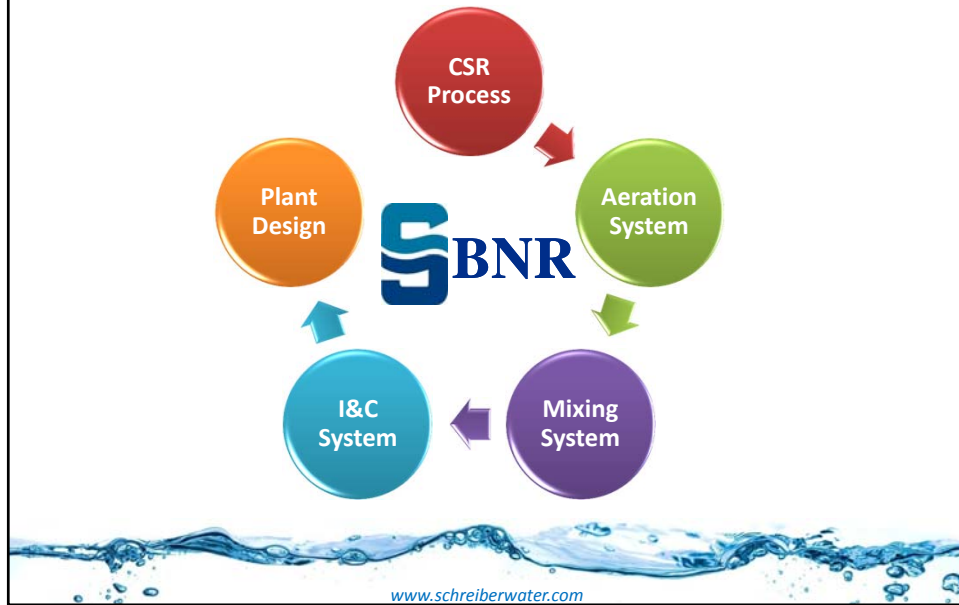 CSR
Process
Aeration
System
Mixing
System
I&C
System
Plant
Design
SBNR
www.schreiberwater.com